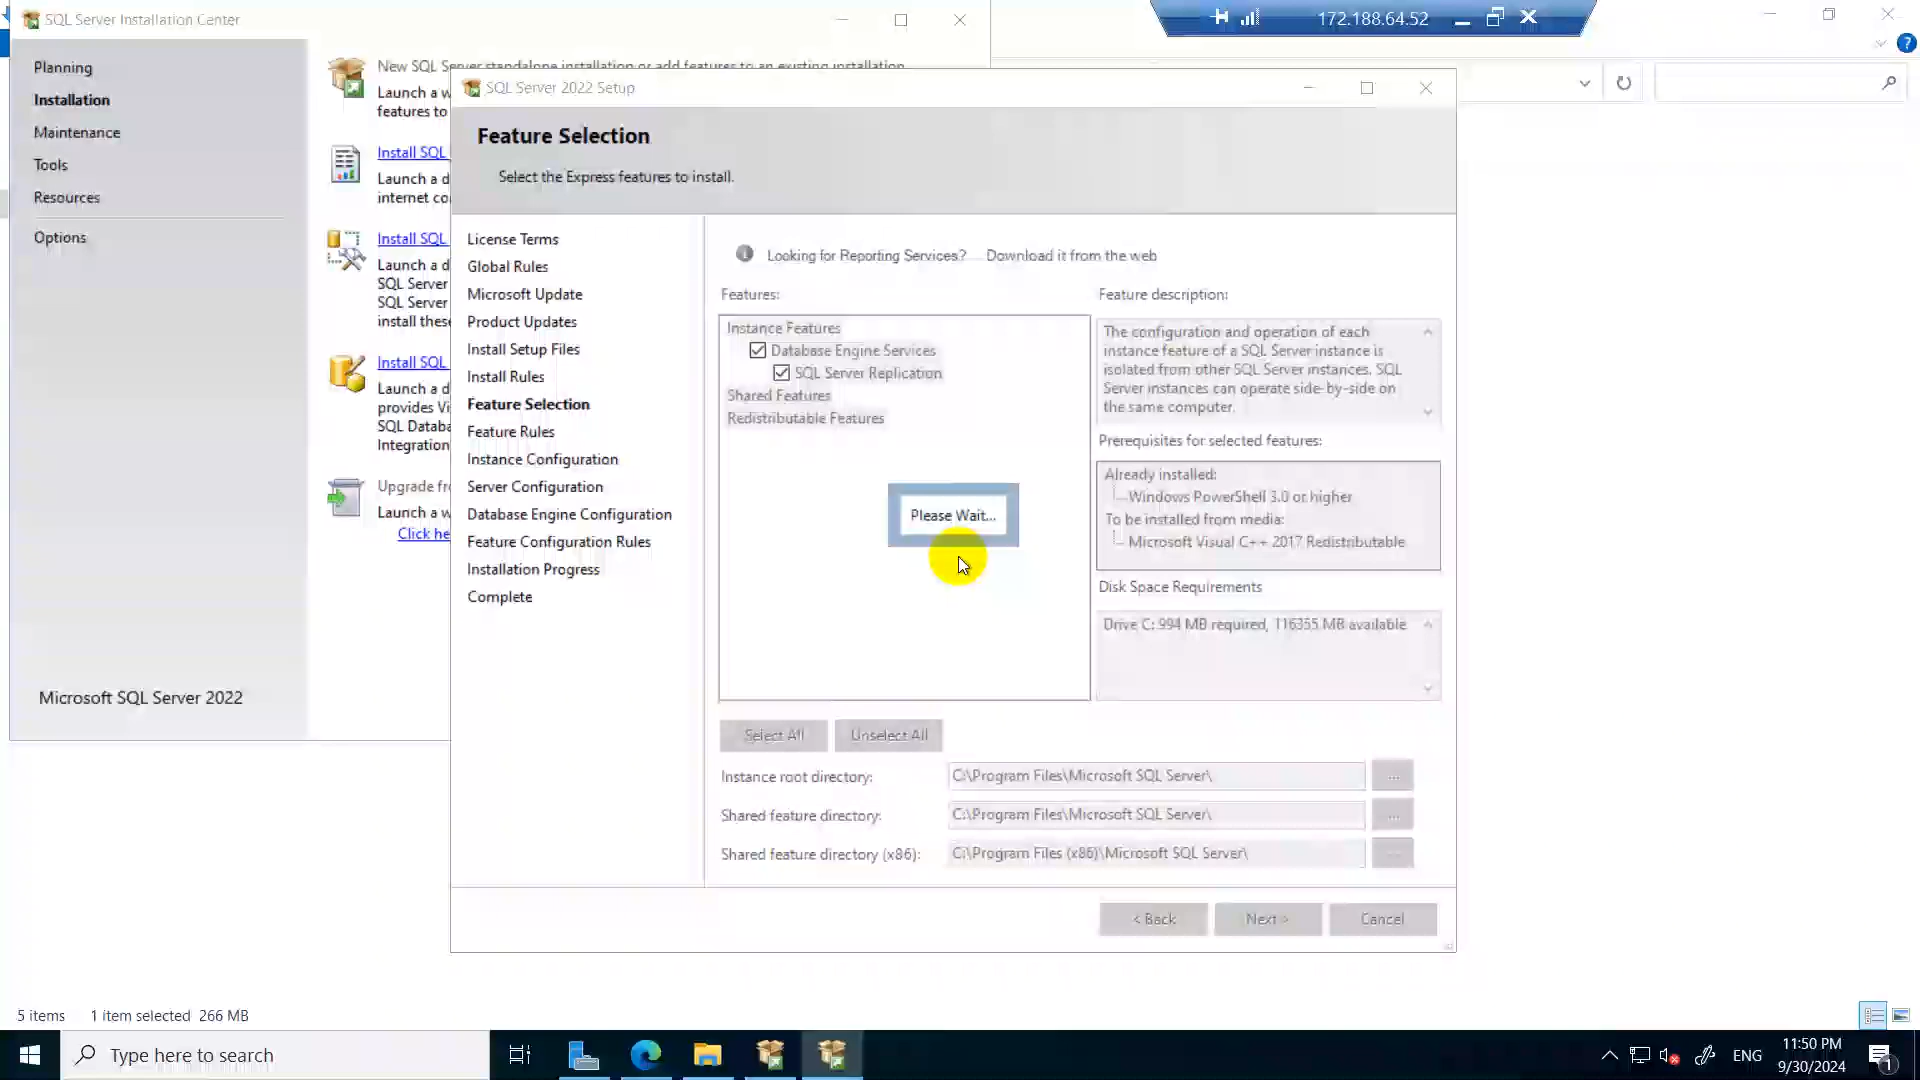 SQL Server Installation Center
172.188.64.52
Planning
Installation
Maintenance
Tools
Resources
Options
Microsoft SQL Server 2022
New SQL Server standalone installation or add features to an existing installation
Launch a w
features to
Install SQL
Launch a d
internet co
Install SQL
Launch a d
SQL Server
SQL Server
install these
Install SQL
Launch a d
provides Vi
SQL Databa
Integration
Upgrade fr
Launch a w
Click he
SQL Server 2022 Setup
Feature Selection
Select the Express features to install.
License Terms
Global Rules
Microsoft Update
Product Updates
Install Setup Files
Install Rules
Feature Selection
Feature Rules
Instance Configuration
Server Configuration
Database Engine Configuration
Feature Configuration Rules
Installation Progress
Complete
Looking for Reporting Services? Download it from the web
Features:
Instance Features
Database Engine Services
SQL Server Replication
Shared Features
Redistributable Features
Please Wait...
Feature description:
The configuration and operation of each
instance feature of a SQL Server instance is
isolated from other SQL Server instances. SQL
Server instances can operate side-by-side on
the same computer.
Prerequisites for selected features:
Already installed:
Windows PowerShell 3.0 or higher
To be installed from media:
Microsoft Visual C++ 2017 Redistributable
Disk Space Requirements
Drive C: 994 MB required, 116355 MB available
Select All
Unselect All
Instance root directory: C:\Program Files\Microsoft SQL Server\ ...
Shared feature directory: C:\Program Files\Microsoft SQL Server\ ...
Shared feature directory (x86): C:\Program Files (x86)\Microsoft SQL Server\ ...
< Back
Next >
Cancel
5 items 1 item selected 266 MB
Type here to search
ENG
11:50 PM
9/30/2024
1